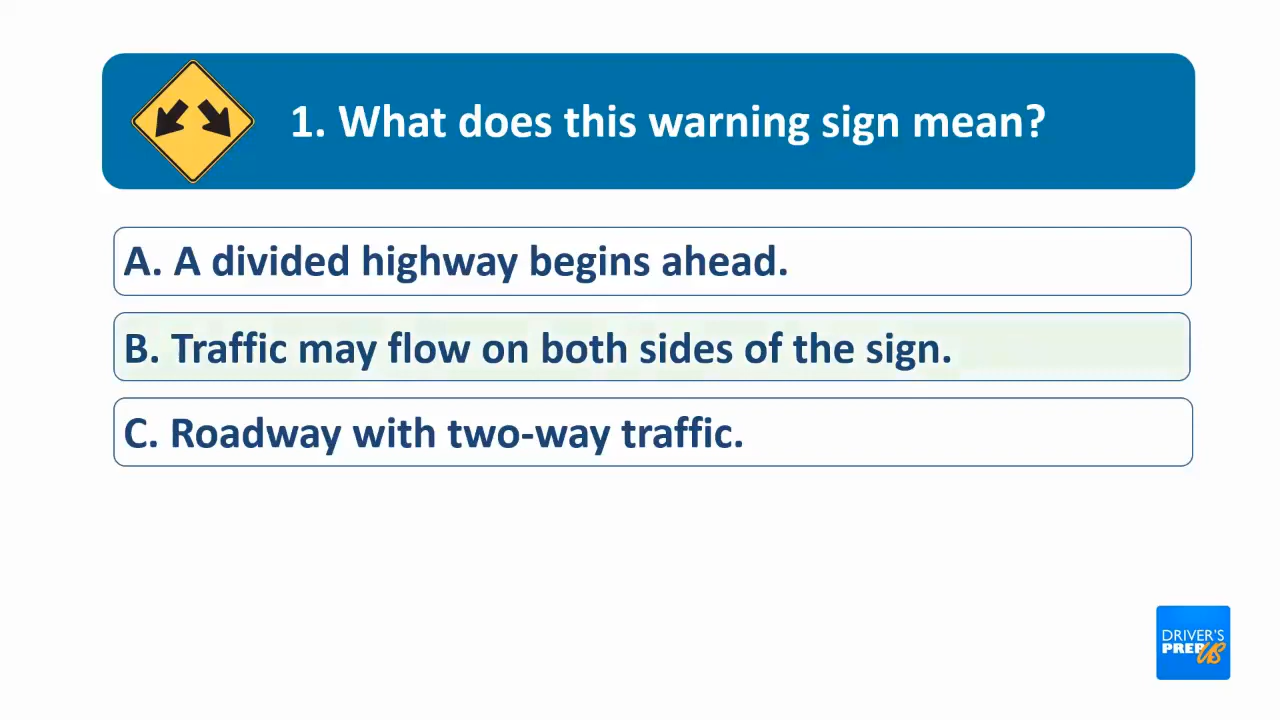 1. What does this warning sign mean?
A. A divided highway begins ahead.
B. Traffic may flow on both sides of the sign.
C. Roadway with two-way traffic.
DRIVER'S
PREP US